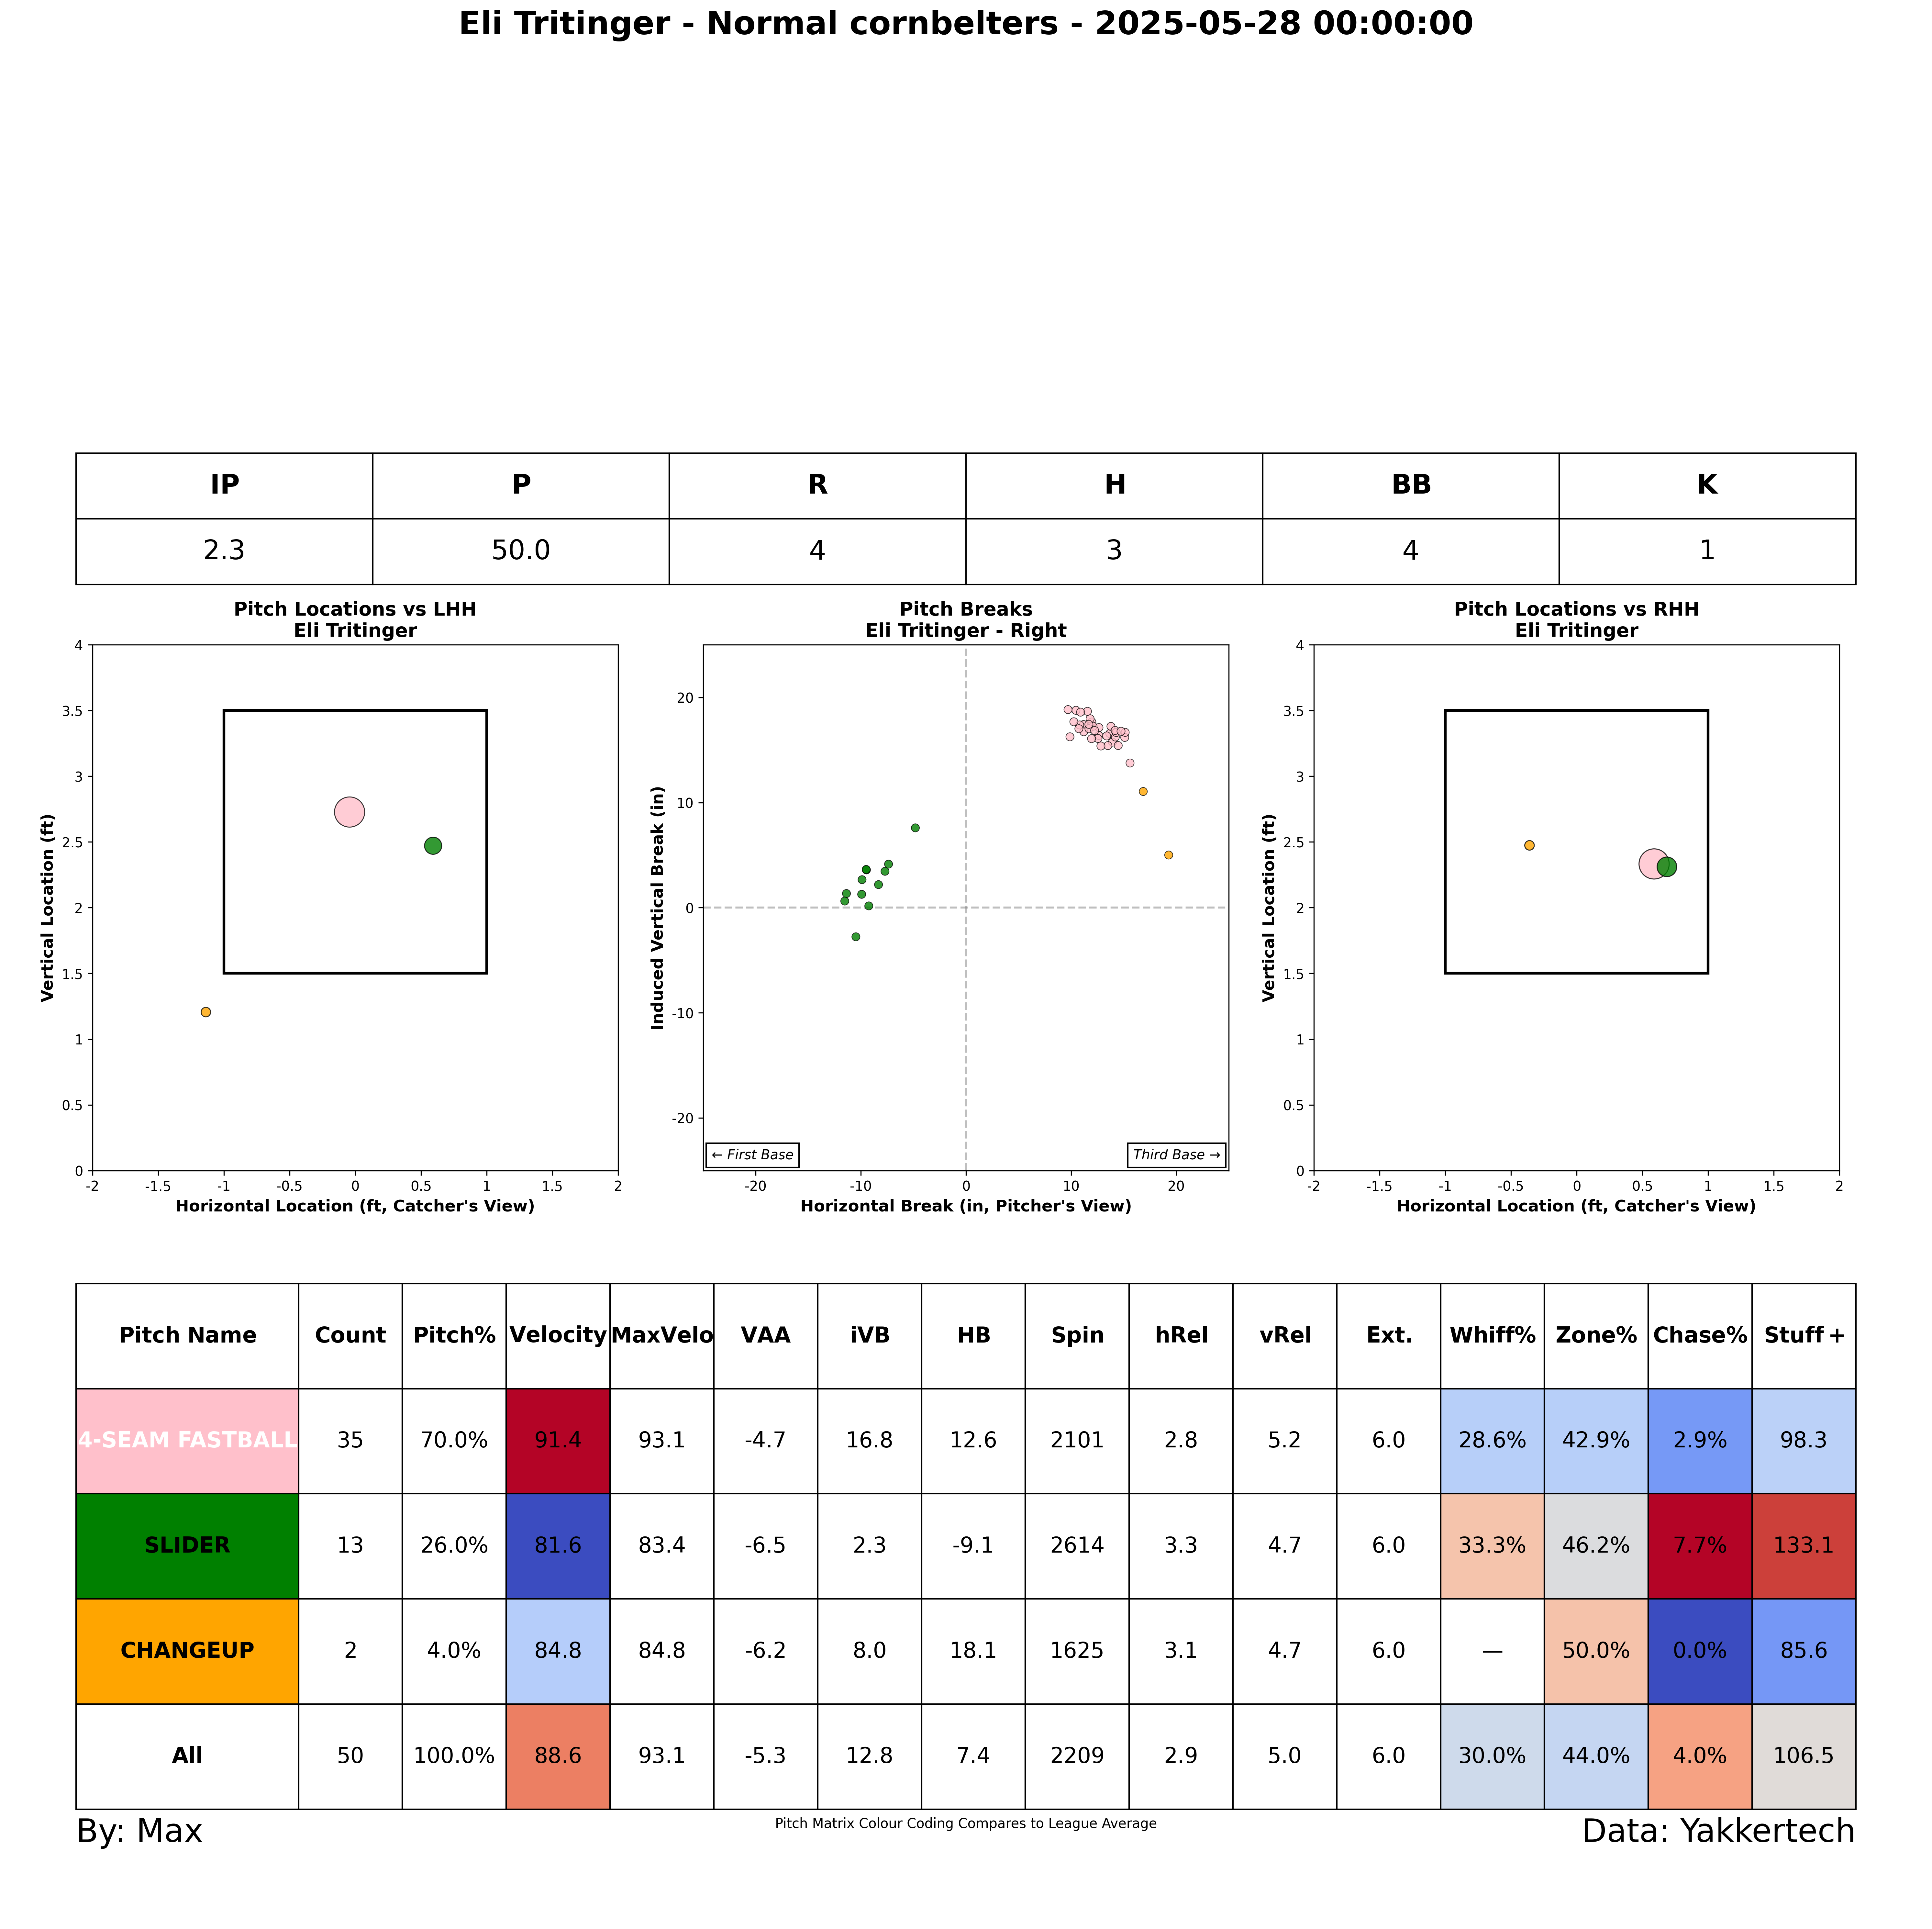 Eli Tritinger - Normal cornbelters - 2025-05-28 00:00:00
IP P R H BB K
2.3 50.0 4 3 4 1
Pitch Locations vs LHH
Eli Tritinger
4
3.5
3
2.5
2
1.5
1
0.5
0
-2 -1.5 -1 -0.5 0 0.5 1 1.5 2
Vertical Location (ft)
Horizontal Location (ft, Catcher's View)
Pitch Breaks
Eli Tritinger - Right
20
10
0
-10
-20
-20 -10 0 10 20
Induced Vertical Break (in)
← First Base
Third Base →
Horizontal Break (in, Pitcher's View)
Pitch Locations vs RHH
Eli Tritinger
4
3.5
3
2.5
2
1.5
1
0.5
0
-2 -1.5 -1 -0.5 0 0.5 1 1.5 2
Vertical Location (ft)
Horizontal Location (ft, Catcher's View)
Pitch Name Count Pitch% Velocity MaxVelo VAA iVB HB Spin hRel vRel Ext. Whiff% Zone% Chase% Stuff+
4-SEAM FASTBALL 35 70.0% 91.4 93.1 -4.7 16.8 12.6 2101 2.8 5.2 6.0 28.6% 42.9% 2.9% 98.3
SLIDER 13 26.0% 81.6 83.4 -6.5 2.3 -9.1 2614 3.3 4.7 6.0 33.3% 46.2% 7.7% 133.1
CHANGEUP 2 4.0% 84.8 84.8 -6.2 8.0 18.1 1625 3.1 4.7 6.0 — 50.0% 0.0% 85.6
All 50 100.0% 88.6 93.1 -5.3 12.8 7.4 2209 2.9 5.0 6.0 30.0% 44.0% 4.0% 106.5
By: Max
Pitch Matrix Colour Coding Compares to League Average
Data: Yakkertech